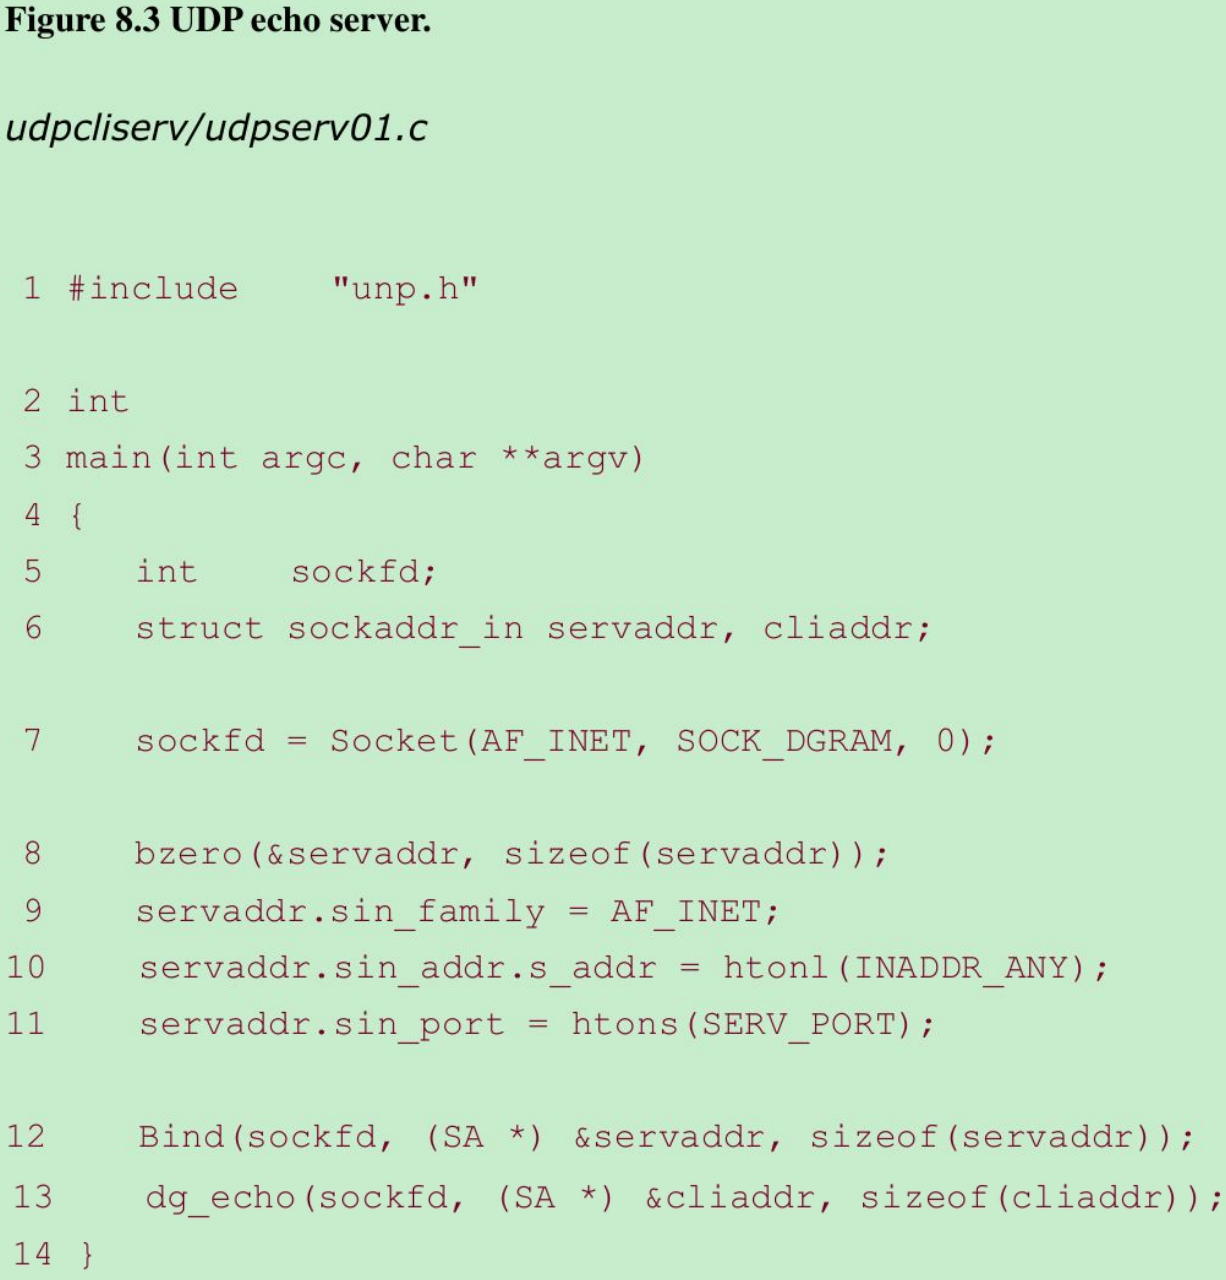 Figure 8.3 UDP echo server.
udpcliserv/udpserv01.c
1 #include    "unp.h"
2 int
3 main(int argc, char **argv)
4 {
5     int     sockfd;
6     struct sockaddr_in servaddr, cliaddr;
7     sockfd = Socket(AF_INET, SOCK_DGRAM, 0);
8     bzero(&servaddr, sizeof(servaddr));
9     servaddr.sin_family = AF_INET;
10     servaddr.sin_addr.s_addr = htonl(INADDR_ANY);
11     servaddr.sin_port = htons(SERV_PORT);
12     Bind(sockfd, (SA *) &servaddr, sizeof(servaddr));
13     dg_echo(sockfd, (SA *) &cliaddr, sizeof(cliaddr));
14 }